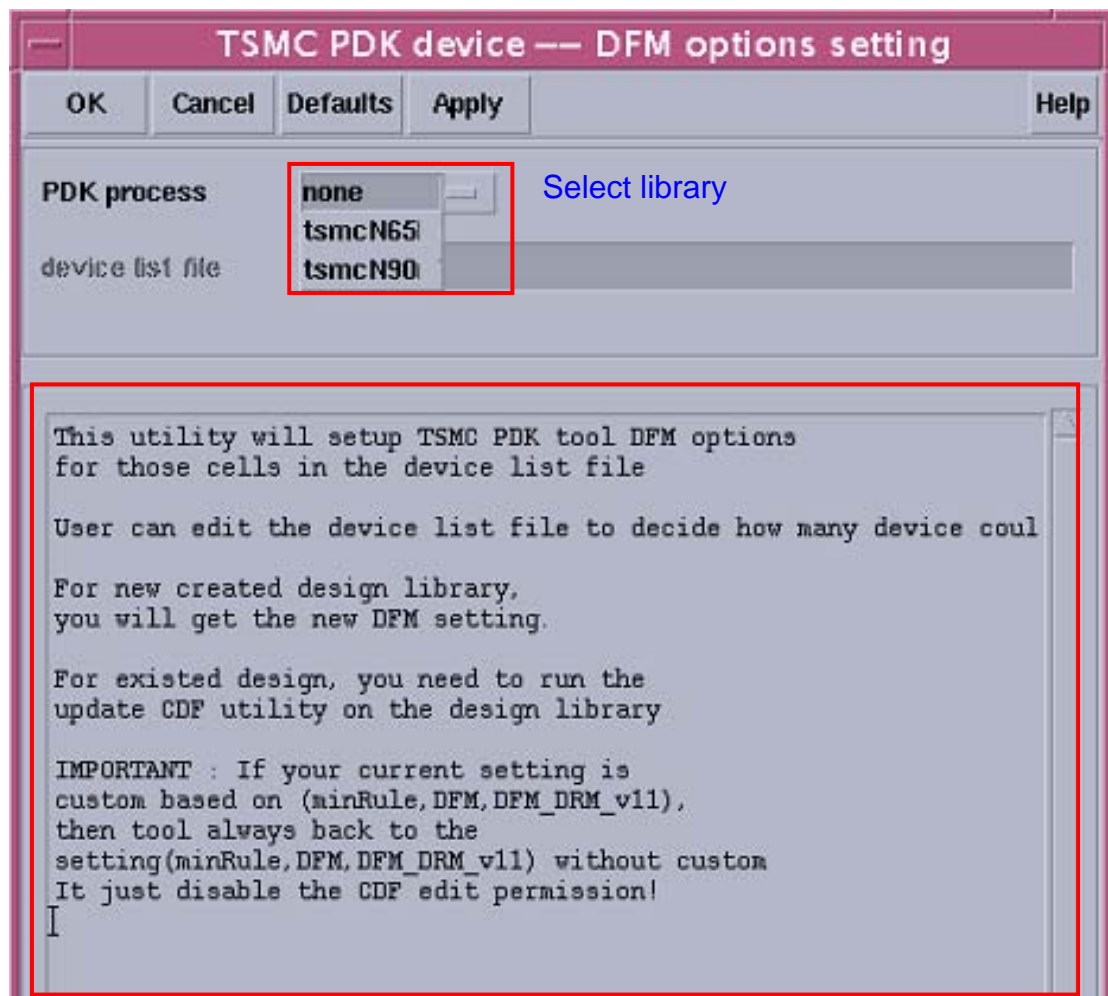 TSMC PDK device —— DFM options setting
OK Cancel Defaults Apply Help
PDK process none Select library
tsmcN65
device list file tsmcN90
This utility will setup TSMC PDK tool DFM options
for those cells in the device list file
User can edit the device list file to decide how many device coul
For new created design library,
you will get the new DFM setting.
For existed design, you need to run the
update CDF utility on the design library
IMPORTANT : If your current setting is
custom based on (minRule,DFM,DFM_DRM_v11),
then tool always back to the
setting(minRule,DFM,DFM_DRM_v11) without custom
It just disable the CDF edit permission!